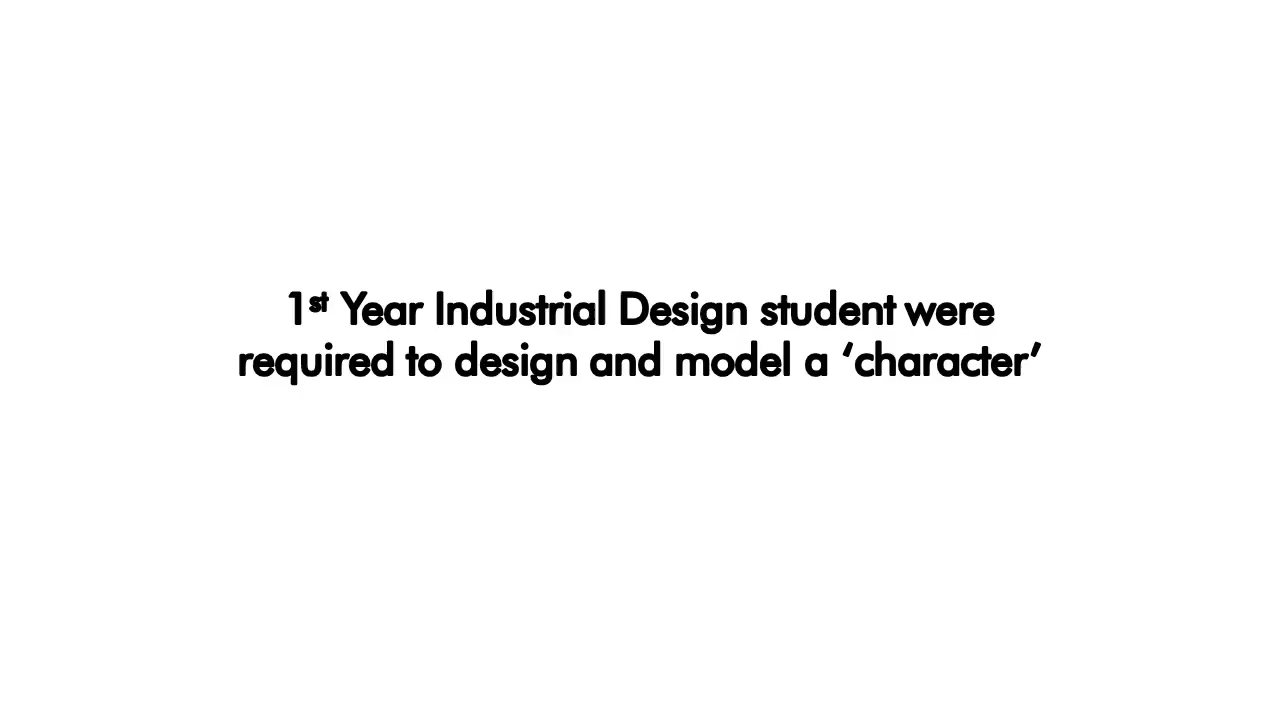 1st Year Industrial Design student were
required to design and model a ‘character’